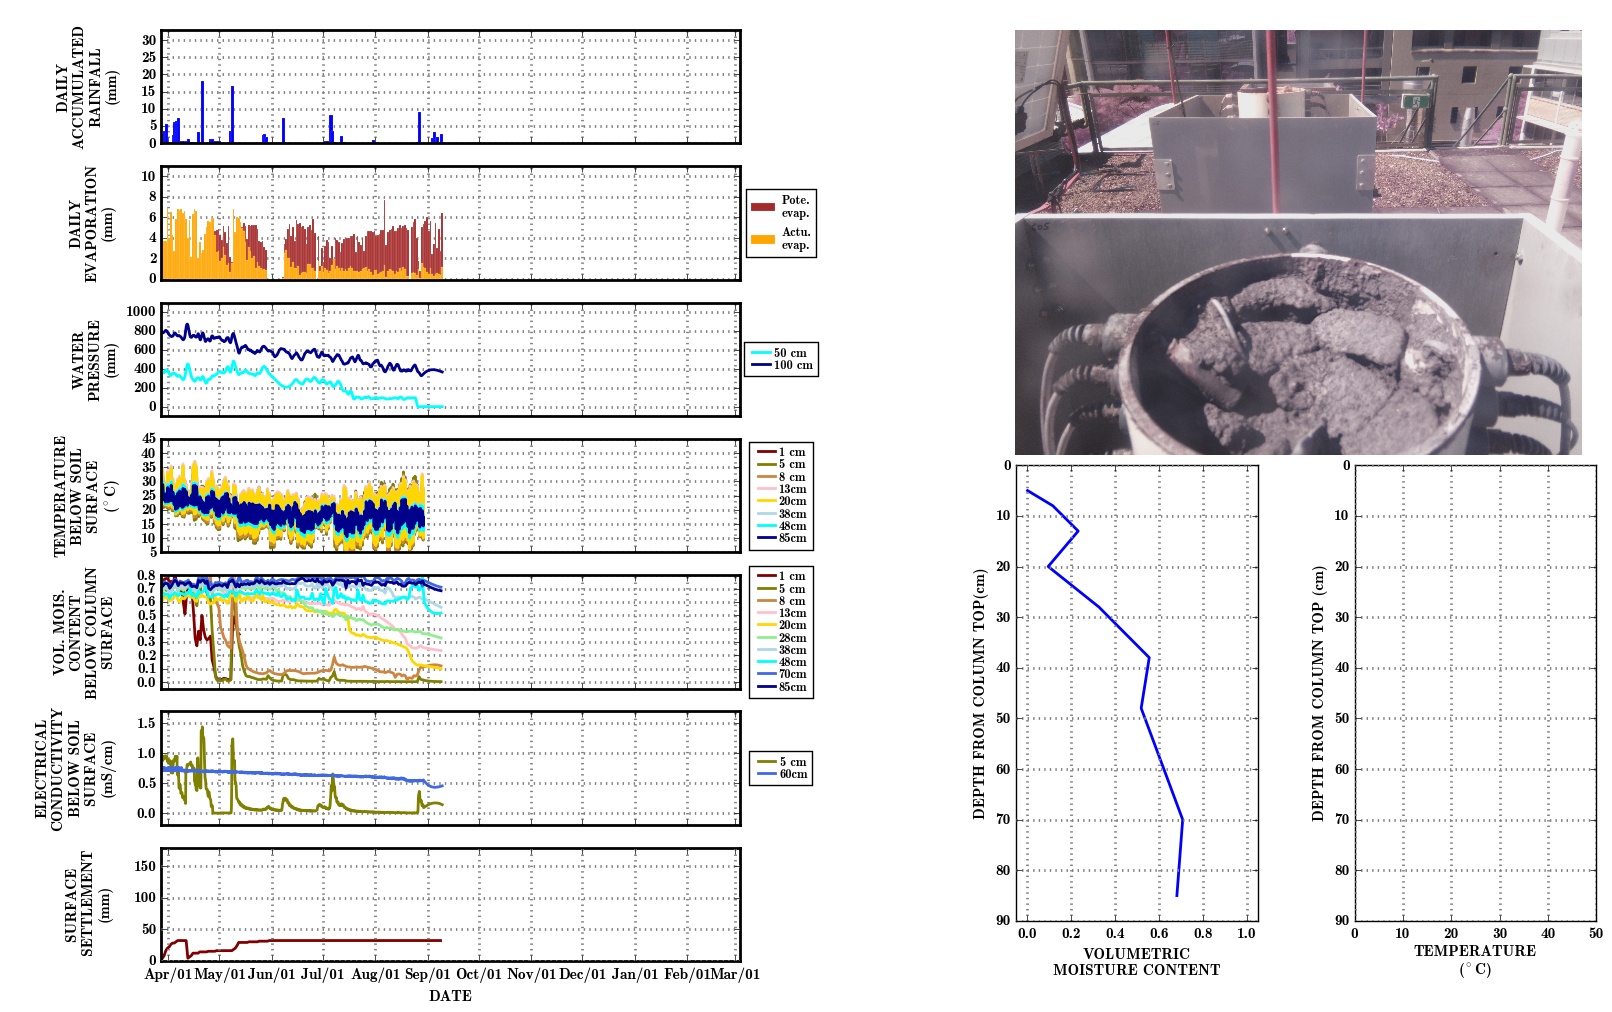 DAILY
ACCUMULATED
RAINFALL
(mm)
30
25
20
15
10
5
0
DAILY
EVAPORATION
(mm)
10
8
6
4
2
0
Pote.
evap.
Actu.
evap.
WATER
PRESSURE
(mm)
1000
800
600
400
200
0
50 cm
100 cm
TEMPERATURE
BELOW SOIL
SURFACE
(°C)
45
40
35
30
25
20
15
10
5
1 cm
5 cm
8 cm
13cm
20cm
38cm
48cm
85cm
VOL. MOIS.
CONTENT
BELOW COLUMN
SURFACE
0.8
0.7
0.6
0.5
0.4
0.3
0.2
0.1
0.0
1 cm
5 cm
8 cm
13cm
20cm
28cm
38cm
48cm
70cm
85cm
ELECTRICAL
CONDUCTIVITY
BELOW SOIL
SURFACE
(mS/cm)
1.5
1.0
0.5
0.0
5 cm
60cm
SURFACE
SETTLEMENT
(mm)
150
100
50
0
Apr/01 May/01 Jun/01 Jul/01 Aug/01 Sep/01 Oct/01 Nov/01 Dec/01 Jan/01 Feb/01 Mar/01
DATE
DEPTH FROM COLUMN TOP(cm)
0
10
20
30
40
50
60
70
80
90
0.0 0.2 0.4 0.6 0.8 1.0
VOLUMETRIC
MOISTURE CONTENT
DEPTH FROM COLUMN TOP (cm)
0
10
20
30
40
50
60
70
80
90
0 10 20 30 40 50
TEMPERATURE
(°C)